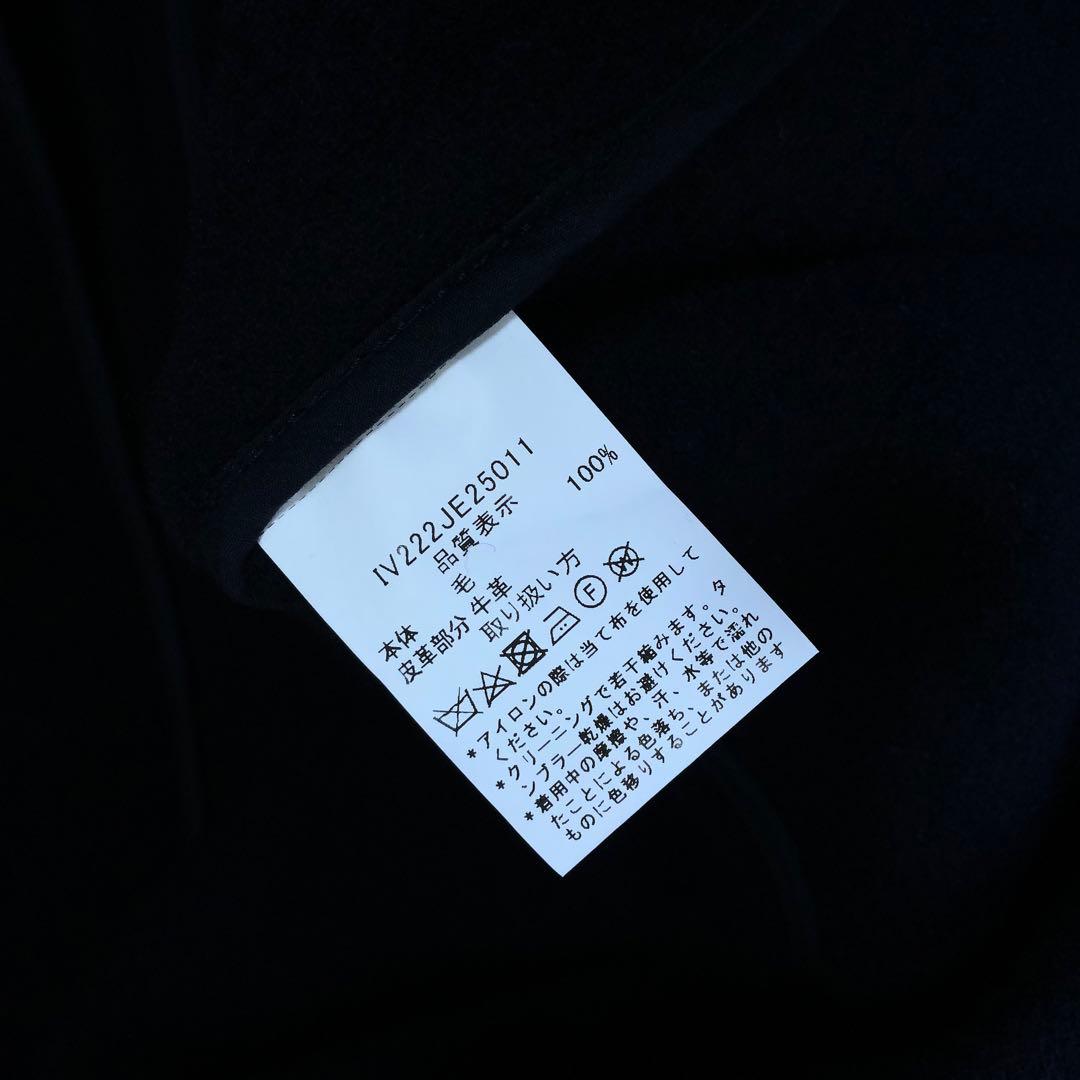 IV222JE25011
品質表示
本体 毛 100%
皮革部分 牛革
取り扱い方
F W
*アイロンの際は当て布を使用して
ください。
*クリーニングで若干縮みます。タ
ンブラー乾燥はお避けください。
*着用中の摩擦や、汗、水等で濡れ
たことによる色落ち、または他の
ものに色移りすることがあります